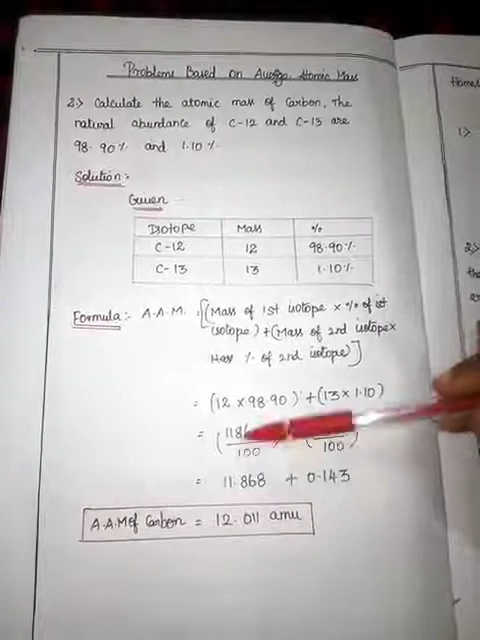 Problems Based on Average Atomic Mass
2:> Calculate the atomic mass of Carbon. The
natural abundance of C-12 and C-13 are
98.90% and 1.10%.
Solution:-
Given
Isotope Mass %
C-12 12 98.90%
C-13 13 1.10%
Formula:- A.A.M. = [(Mass of 1st isotope x % of 1st
isotope) + (Mass of 2nd isotope x
% of 2nd isotope)]
= (12 x 98.90) + (13 x 1.10)
= ( /100 ( /100)
= 11.868 + 0.143
A.A.M of Carbon = 12.011 amu
1:>
2:>